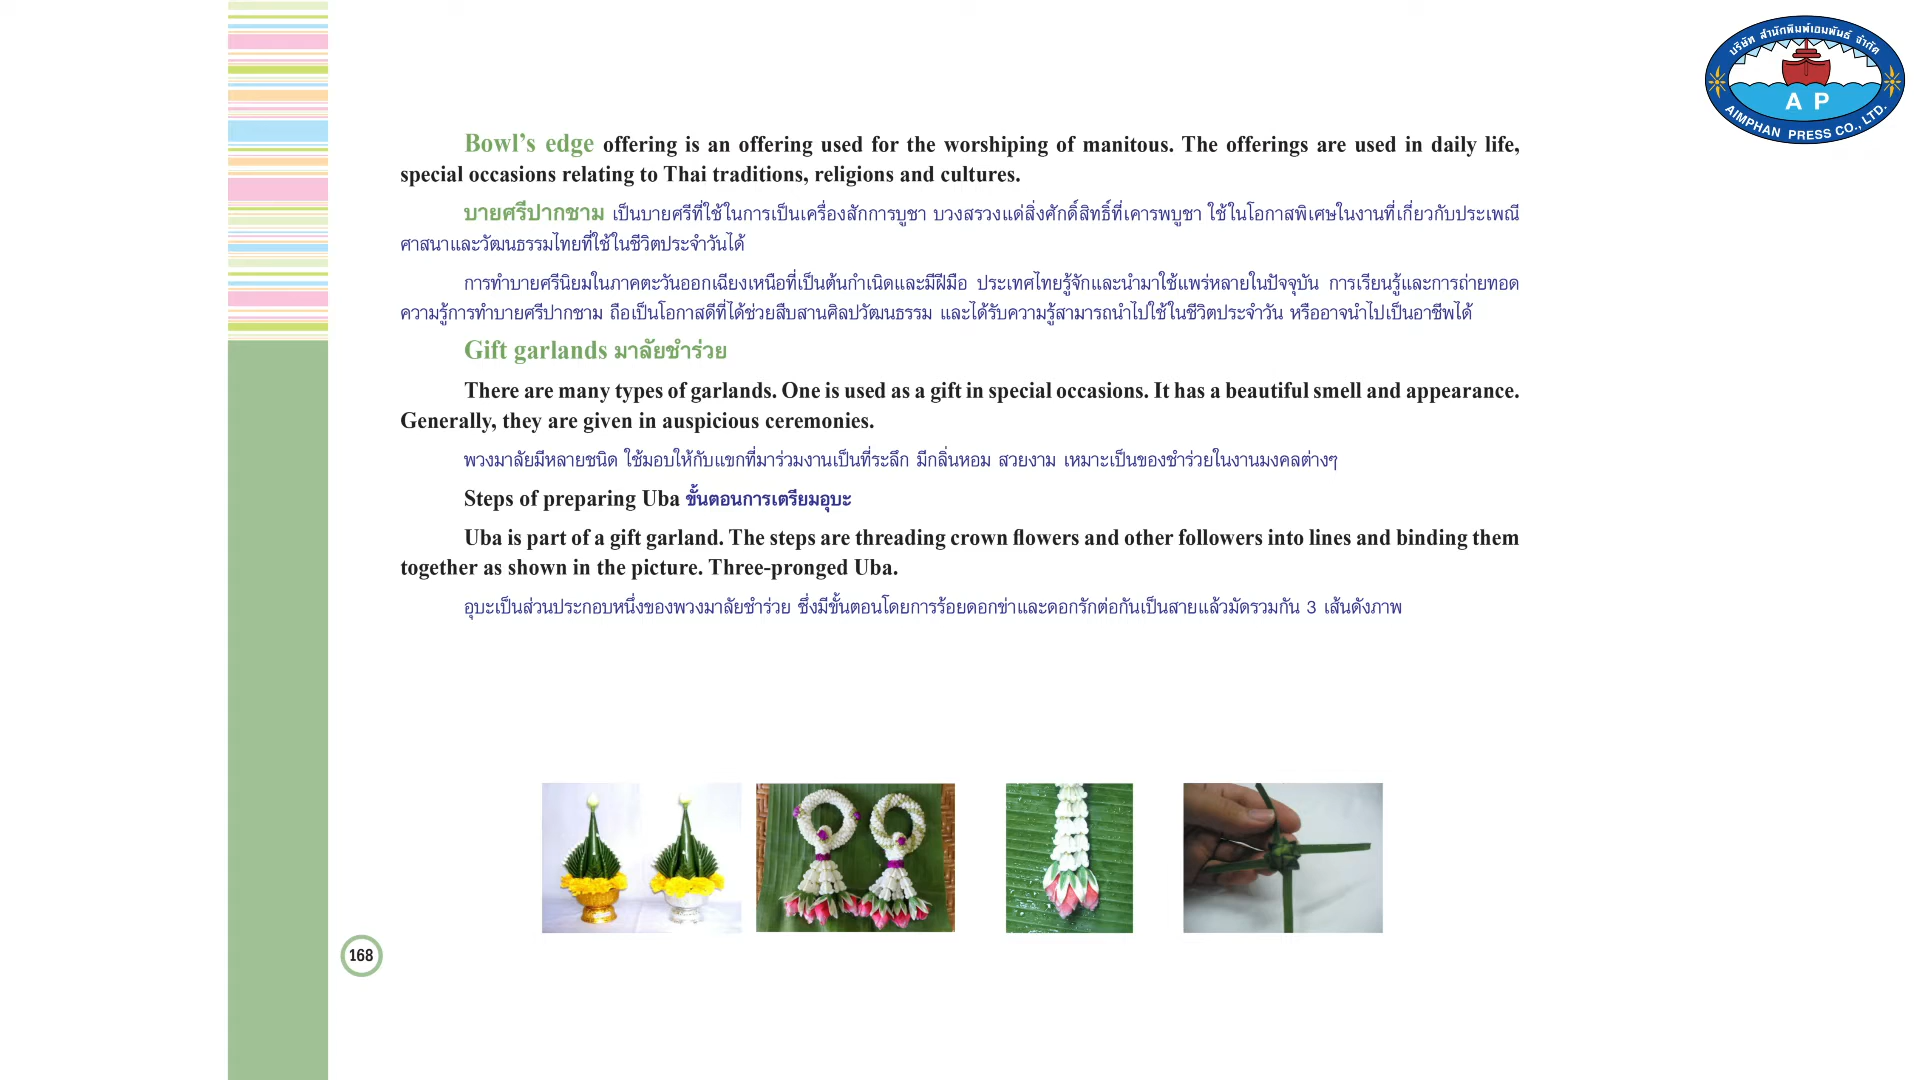 บริษัท สำนักพิมพ์เอมพันธ์ จำกัด
A P
AIMPHAN PRESS CO., LTD.
Bowl's edge offering is an offering used for the worshiping of manitous. The offerings are used in daily life,
special occasions relating to Thai traditions, religions and cultures.
บายศรีปากชาม เป็นบายศรีที่ใช้ในการเป็นเครื่องสักการบูชา บวงสรวงแด่สิ่งศักดิ์สิทธิ์ที่เคารพบูชา ใช้ในโอกาสพิเศษในงานที่เกี่ยวกับประเพณี
ศาสนาและวัฒนธรรมไทยที่ใช้ในชีวิตประจำวันได้
การทำบายศรีนิยมในภาคตะวันออกเฉียงเหนือที่เป็นต้นกำเนิดและมีฝีมือ ประเทศไทยรู้จักและนำมาใช้แพร่หลายในปัจจุบัน การเรียนรู้และการถ่ายทอด
ความรู้การทำบายศรีปากชาม ถือเป็นโอกาสดีที่ได้ช่วยสืบสานศิลปวัฒนธรรม และได้รับความรู้สามารถนำไปใช้ในชีวิตประจำวัน หรืออาจนำไปเป็นอาชีพได้
Gift garlands มาลัยชำร่วย
There are many types of garlands. One is used as a gift in special occasions. It has a beautiful smell and appearance.
Generally, they are given in auspicious ceremonies.
พวงมาลัยมีหลายชนิด ใช้มอบให้กับแขกที่มาร่วมงานเป็นที่ระลึก มีกลิ่นหอม สวยงาม เหมาะเป็นของชำร่วยในงานมงคลต่างๆ
Steps of preparing Uba ขั้นตอนการเตรียมอุบะ
Uba is part of a gift garland. The steps are threading crown flowers and other followers into lines and binding them
together as shown in the picture. Three-pronged Uba.
อุบะเป็นส่วนประกอบหนึ่งของพวงมาลัยชำร่วย ซึ่งมีขั้นตอนโดยการร้อยดอกข่าและดอกรักต่อกันเป็นสายแล้วมัดรวมกัน 3 เส้นดังภาพ
168